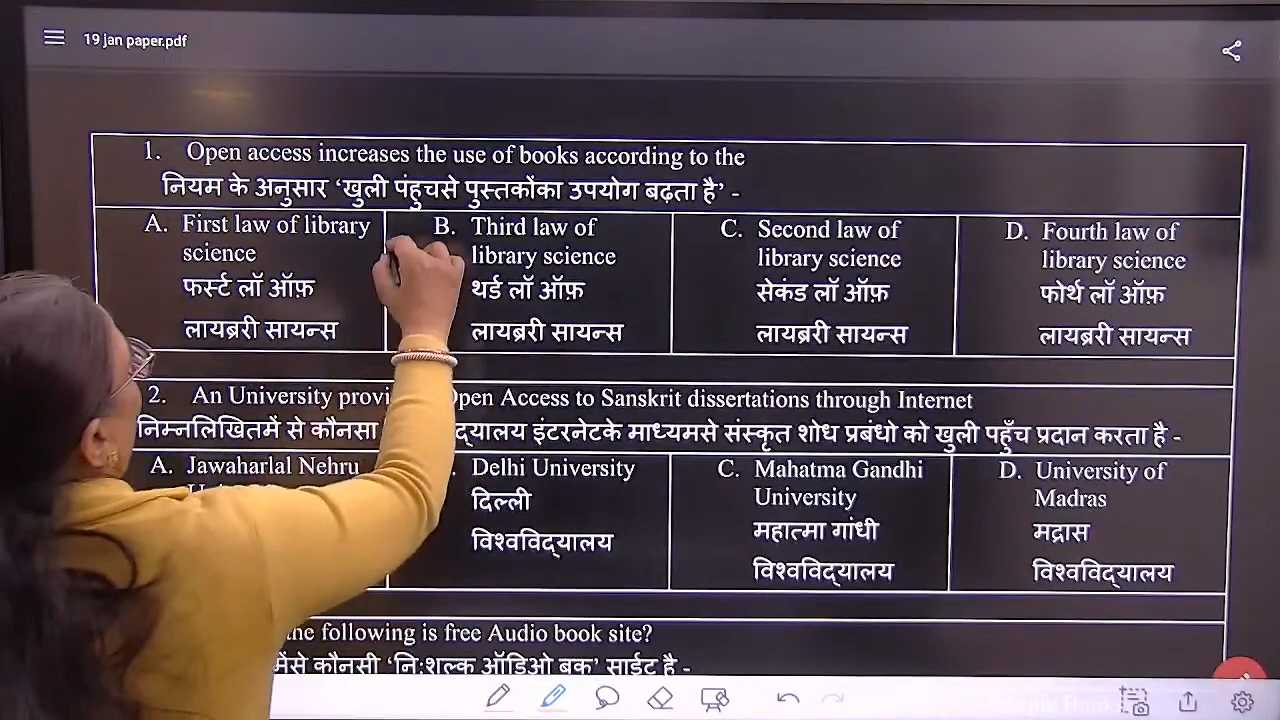 19 jan paper.pdf
1. Open access increases the use of books according to the
नियम के अनुसार ‘खुली पंहुचसे पुस्तकोंका उपयोग बढ़ता है’ -
A. First law of library
science
फर्स्ट लॉ ऑफ़
लायब्ररी सायन्स
B. Third law of
library science
थर्ड लॉ ऑफ़
लायब्ररी सायन्स
C. Second law of
library science
सेकंड लॉ ऑफ़
लायब्ररी सायन्स
D. Fourth law of
library science
फोर्थ लॉ ऑफ़
लायब्ररी सायन्स
2. An University provi Open Access to Sanskrit dissertations through Internet
निम्नलिखितमें से कौनसा द्यालय इंटरनेटके माध्यमसे संस्कृत शोध प्रबंधो को खुली पहुँच प्रदान करता है -
A. Jawaharlal Nehru
Delhi University
दिल्ली
विश्वविद्यालय
C. Mahatma Gandhi
University
महात्मा गांधी
विश्वविद्यालय
D. University of
Madras
मद्रास
विश्वविद्यालय
the following is free Audio book site?
मेंसे कौनसी ‘नि:शुल्क ऑडिओ बुक’ साईट है -